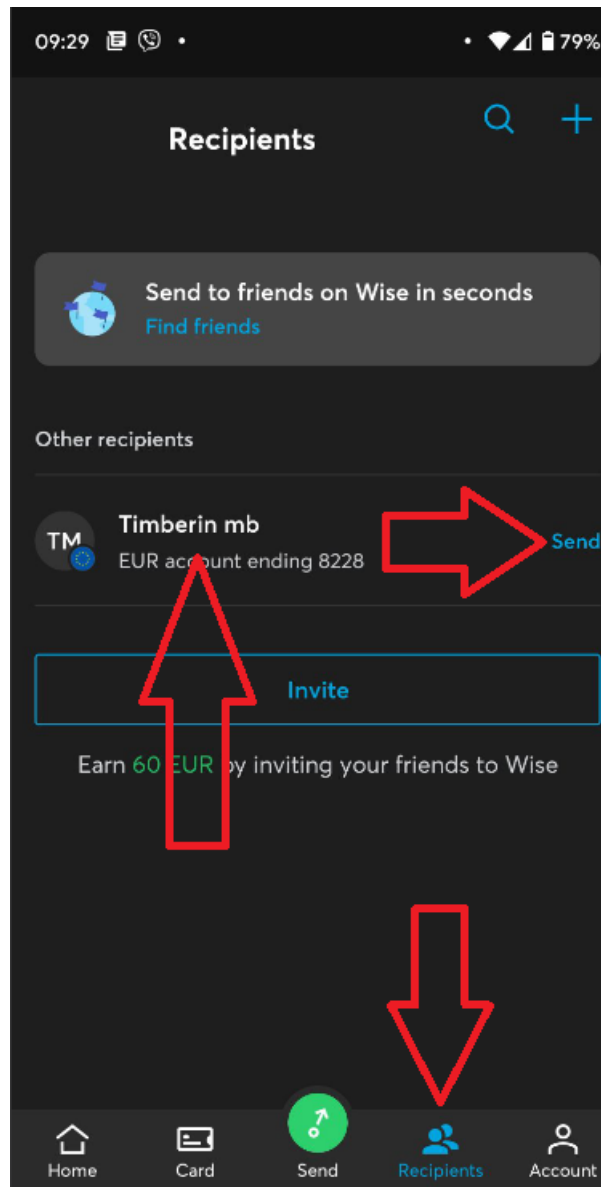 09:29 79%
Recipients
Send to friends on Wise in seconds
Find friends
Other recipients
TM
Timberin mb
EUR account ending 8228
Send
Invite
Earn 60 EUR by inviting your friends to Wise
Home Card Send Recipients Account